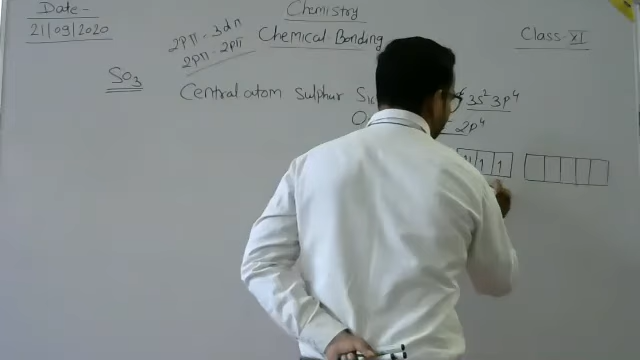 Date-
21/09/2020
Chemistry
Chemical Bonding
Class-XI
2pπ-3dπ
2pπ-2pπ
SO3
Central atom sulphur S16
3s² 3p⁴
O
2p⁴